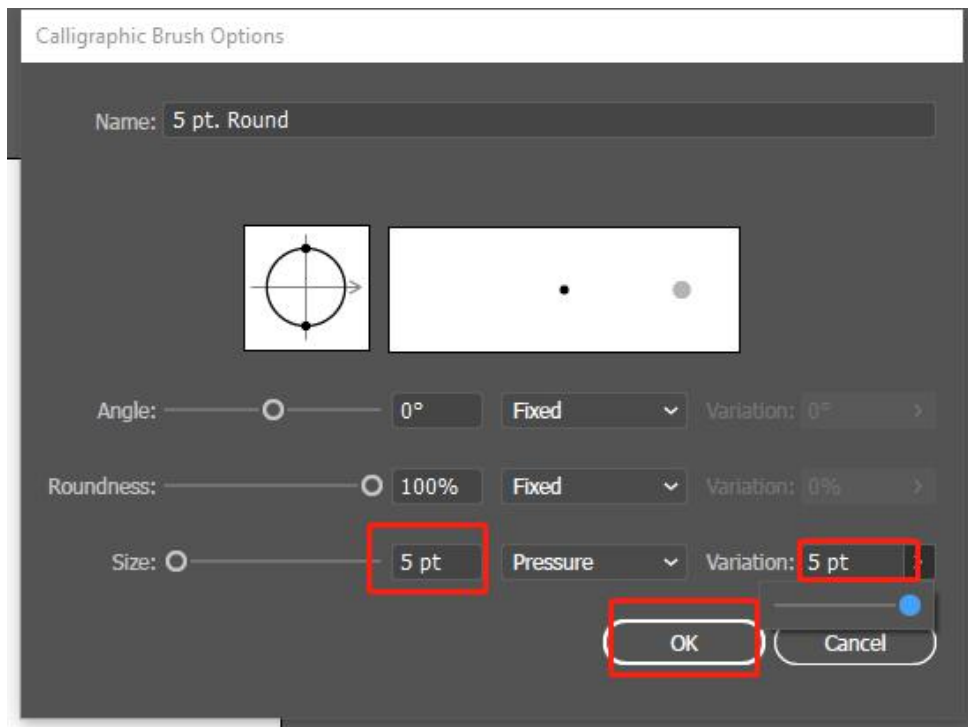 Calligraphic Brush Options
Name: 5 pt. Round
Angle: 0° Fixed Variation: 0°
Roundness: 100% Fixed Variation: 0%
Size: 5 pt Pressure Variation: 5 pt
OK Cancel